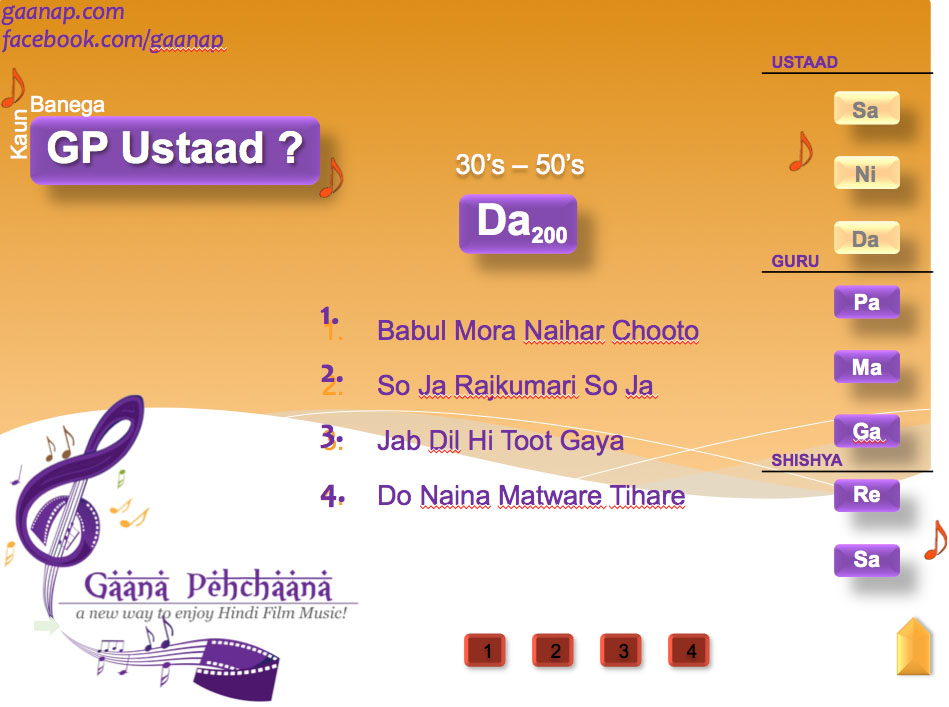 gaanap.com
facebook.com/gaanap
Kaun
Banega
GP Ustaad ?
30's – 50's
Da200
1. Babul Mora Naihar Chooto
2. So Ja Rajkumari So Ja
3. Jab Dil Hi Toot Gaya
4. Do Naina Matware Tihare
USTAAD
Sa
Ni
Da
GURU
Pa
Ma
Ga
SHISHYA
Re
Sa
Gaana Pehchaana
a new way to enjoy Hindi Film Music!
1 2 3 4